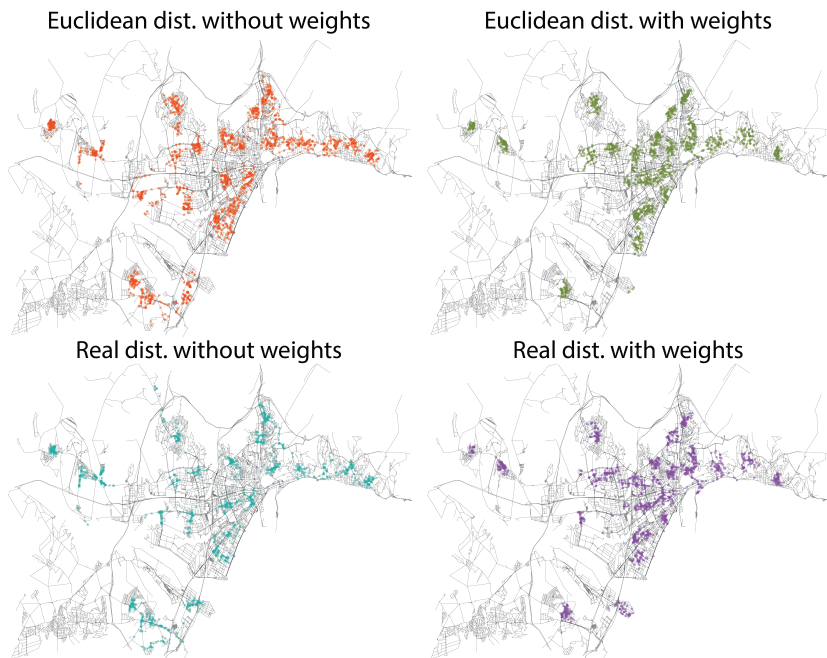 Euclidean dist. without weights
Euclidean dist. with weights
Real dist. without weights
Real dist. with weights